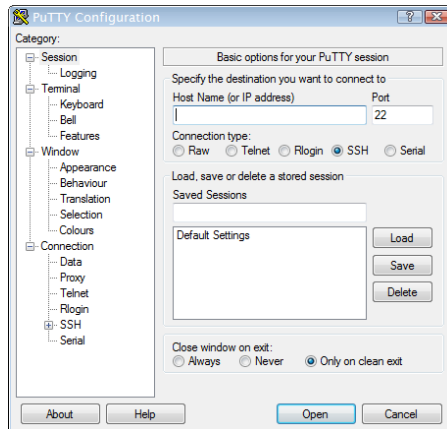 PuTTY Configuration
Category:
Session
Logging
Terminal
Keyboard
Bell
Features
Window
Appearance
Behaviour
Translation
Selection
Colours
Connection
Data
Proxy
Telnet
Rlogin
SSH
Serial
Basic options for your PuTTY session
Specify the destination you want to connect to
Host Name (or IP address) Port
22
Connection type:
Raw Telnet Rlogin SSH Serial
Load, save or delete a stored session
Saved Sessions
Default Settings
Load
Save
Delete
Close window on exit:
Always Never Only on clean exit
About Help Open Cancel